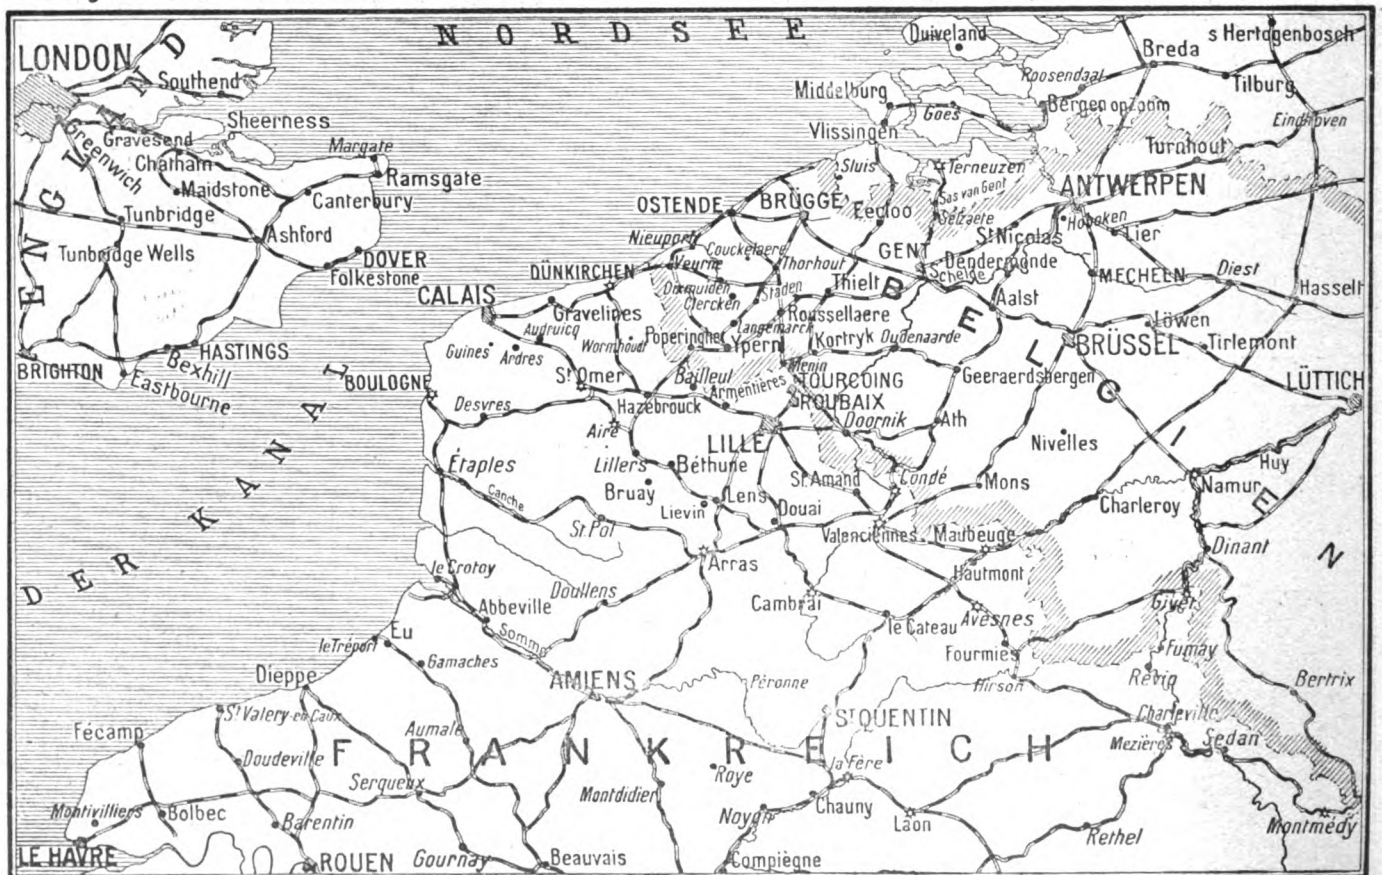 NORDSEE
LONDON
Southend
ENGLAND
Sheerness
Greenwich
Gravesend
Chatham
Margate
Ramsgate
Maidstone
Canterbury
Tunbridge
Ashford
Tunbridge Wells
DOVER
Folkestone
HASTINGS
BRIGHTON
Bexhill
Eastbourne
DER KANAL
Duiveland
s Hertogenbosch
Breda
Roosendaal
Tilburg
Middelburg
Goes
Bergen op Zoom
Eindhoven
Vlissingen
Sluis
Terneuzen
Turnhout
Sas van Gent
ANTWERPEN
OSTENDE
BRÜGGE
Eecloo
Selzaete
Hoboken
St Nicolas
Lier
Nieuport
Couckelaere
GENT
Dendermonde
Schelde
MECHELN
Diest
DÜNKIRCHEN
Veurne
Thorhout
Thielt
Hasselt
Dixmuiden
Clercken
Staden
BELGIEN
Aalst
CALAIS
Gravelines
Roussellaere
Löwen
Audruicq
Langemarck
Poperinghe
Ypern
Kortryk
Oudenaarde
BRÜSSEL
Tirlemont
Guines
Ardres
Wormhoudt
Menin
BOULOGNE
St Omer
Bailleul
Armentières
TOURCOING
ROUBAIX
Geeraerdsbergen
LÜTTICH
Desvres
Hazebrouck
Aire
LILLE
Doornik
Ath
Nivelles
Étaples
Lillers
Béthune
Huy
Canche
Bruay
Lens
Lievin
St Amand
Condé
Mons
Namur
Charleroy
St. Pol
Douai
Valenciennes
Maubeuge
Dinant
Arras
Hautmont
le Crotoy
Abbeville
Doullens
Cambrai
Avesnes
Givet
le Cateau
le Tréport
Eu
Somme
Fourmies
Fumay
Gamaches
Dieppe
AMIENS
Péronne
Hirson
Revin
Bertrix
St Valery-en-Caux
St QUENTIN
Charleville
Fécamp
Aumale
Mezières
Sedan
FRANKREICH
Doudeville
Serqueux
Roye
la Fère
Montdidier
Montivilliers
Bolbec
Barentin
Noyon
Chauny
Laon
Rethel
Montmédy
LE HAVRE
ROUEN
Gournay
Beauvais
Compiègne